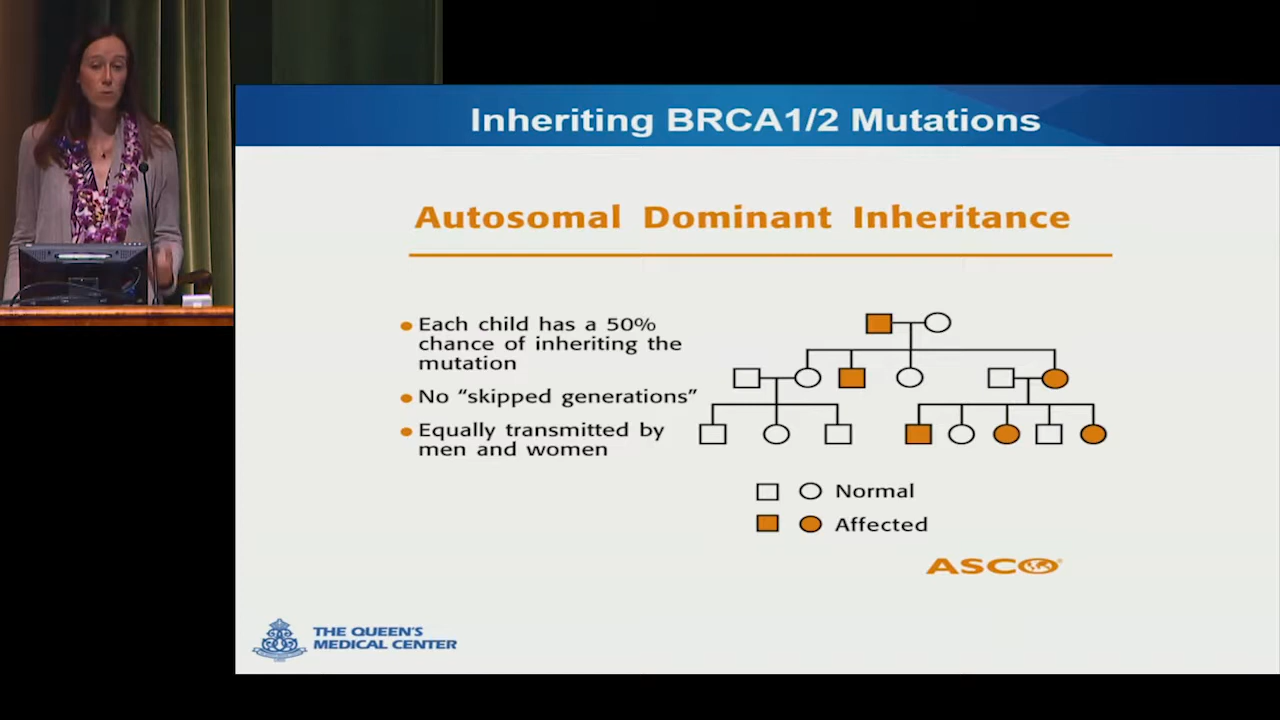 Inheriting BRCA1/2 Mutations
Autosomal Dominant Inheritance
Each child has a 50%
chance of inheriting the
mutation
No “skipped generations”
Equally transmitted by
men and women
Normal
Affected
ASCO
THE QUEEN'S
MEDICAL CENTER